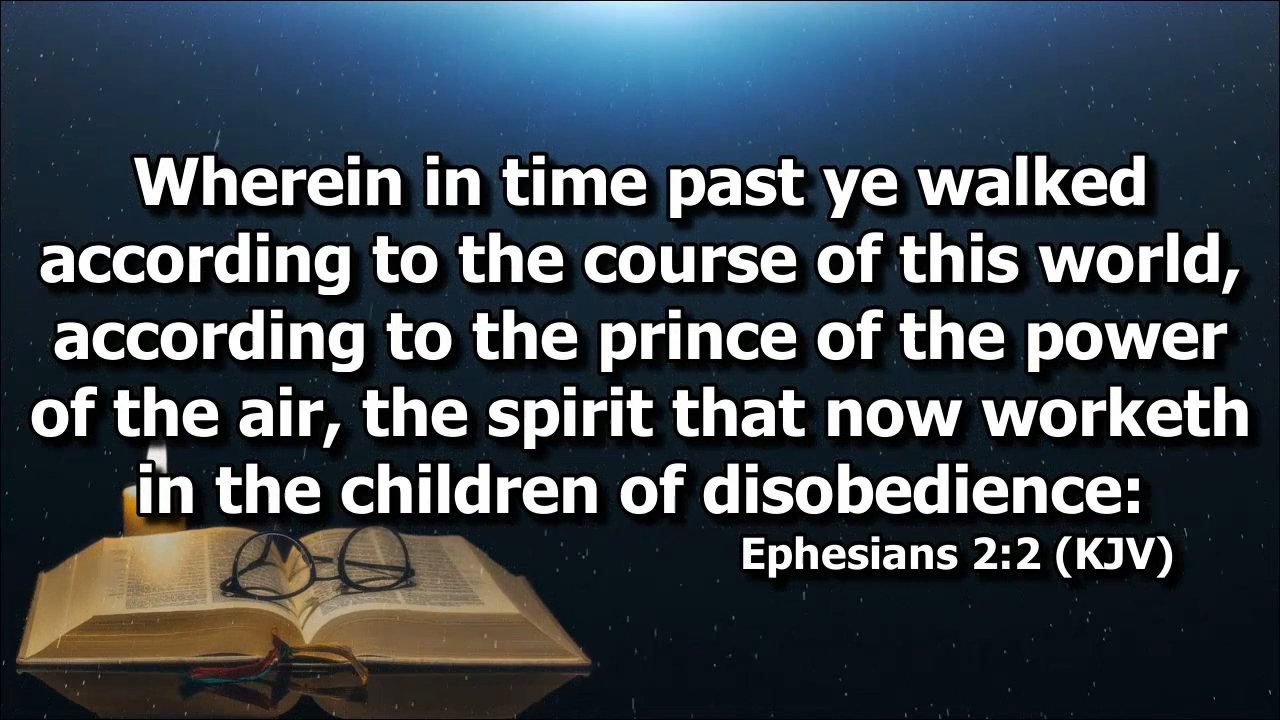 Wherein in time past ye walked
according to the course of this world,
according to the prince of the power
of the air, the spirit that now worketh
in the children of disobedience:
Ephesians 2:2 (KJV)